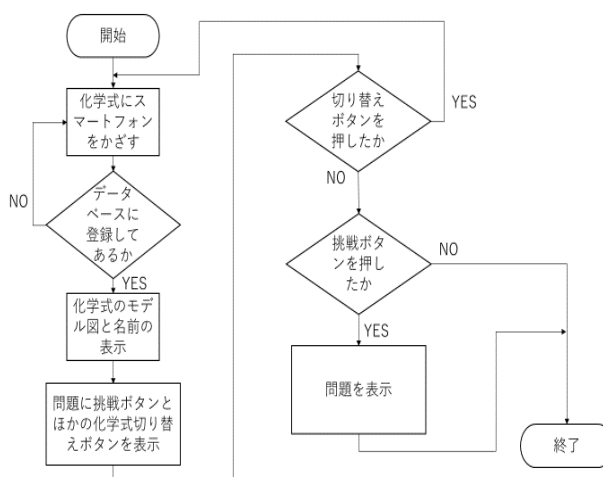 開始
化学式にス
マートフォン
をかざす
NO
データ
ベースに
登録して
あるか
YES
化学式のモデ
ル図と名前の
表示
問題に挑戦ボタンと
ほかの化学式切り替
えボタンを表示
切り替え
ボタンを
押したか
YES
NO
挑戦ボタ
ンを押し
たか
NO
YES
問題を表示
終了